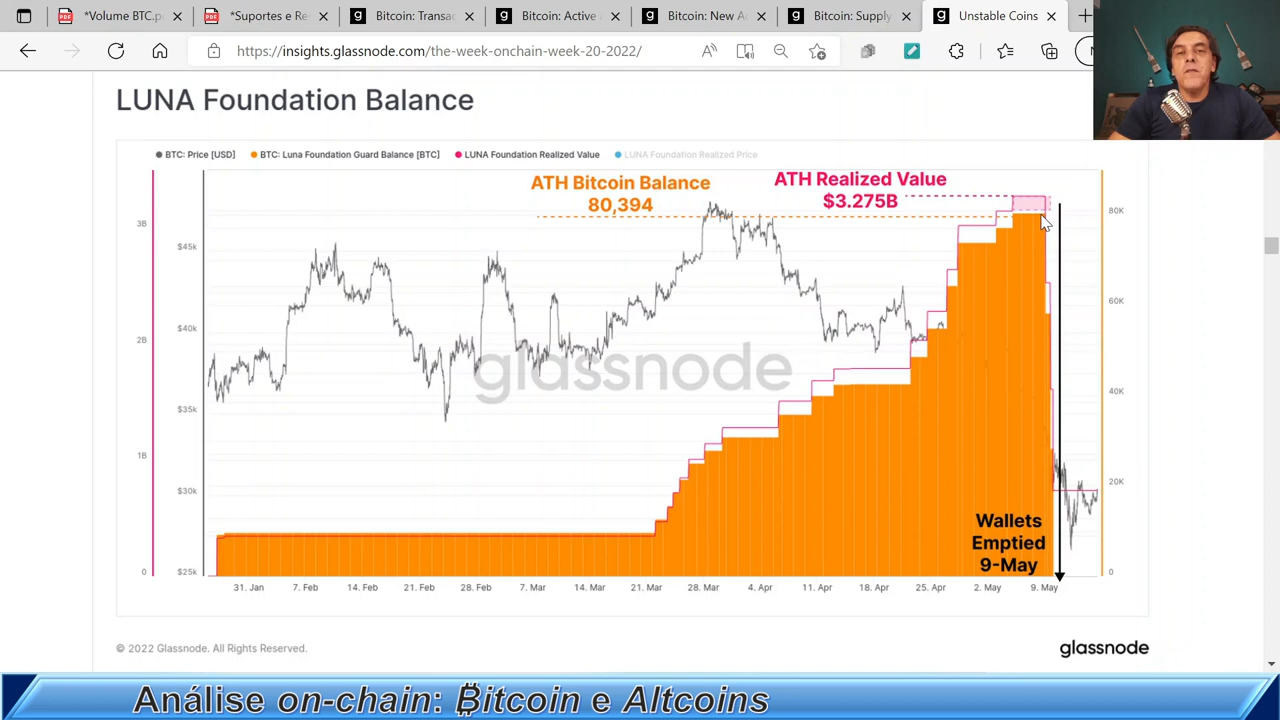 *Volume BTC.p
*Suportes e Re
Bitcoin: Transac
Bitcoin: Active
Bitcoin: New Ac
Bitcoin: Supply
Unstable Coins
https://insights.glassnode.com/the-week-onchain-week-20-2022/
LUNA Foundation Balance
BTC: Price [USD]
BTC: Luna Foundation Guard Balance [BTC]
LUNA Foundation Realized Value
LUNA Foundation Realized Price
ATH Bitcoin Balance
80,394
ATH Realized Value
$3.275B
3B
2B
1B
0
$45k
$40k
$35k
$30k
$25k
80K
60K
40K
20K
0
glassnode
Wallets
Emptied
9-May
31. Jan
7. Feb
14. Feb
21. Feb
28. Feb
7. Mar
14. Mar
21. Mar
28. Mar
4. Apr
11. Apr
18. Apr
25. Apr
2. May
9. May
© 2022 Glassnode. All Rights Reserved.
glassnode
Análise on-chain: ₿itcoin e Altcoins